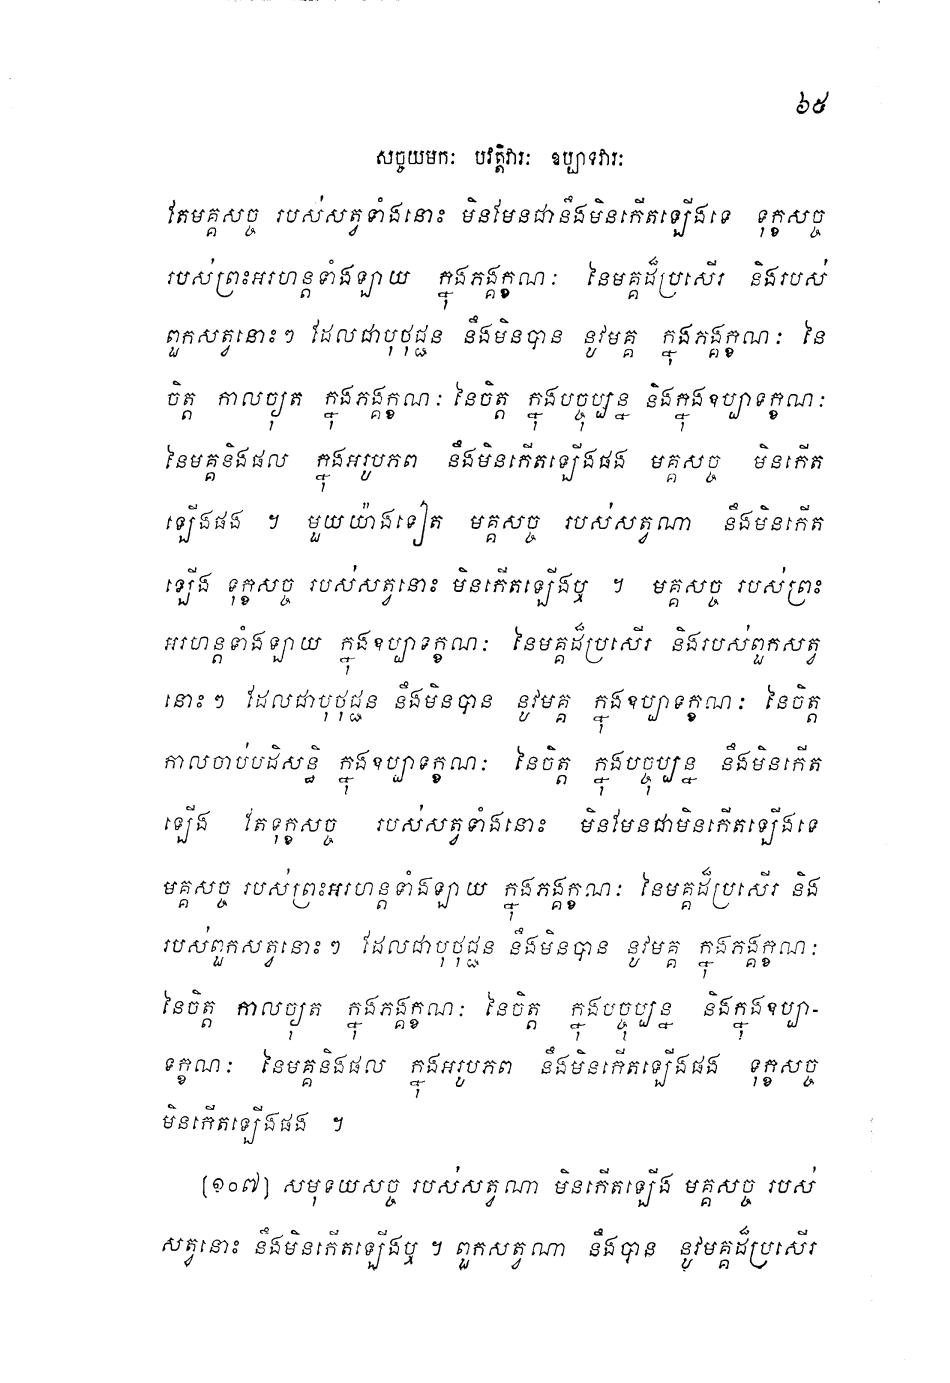 ៦៥
សច្ចយមកៈ បវត្តិវារៈ ឧប្បាទវារៈ
តែមគ្គសច្ច របស់សត្វទាំងនោះ មិនមែនជានឹងមិនកើតឡើងទេ ទុក្ខសច្ច
របស់ព្រះអរហន្តទាំងឡាយ ក្នុងភង្គក្ខណៈ នៃមគ្គដ៏ប្រសើរ និងរបស់
ពួកសត្វនោះៗ ដែលជាបុថុជ្ជន នឹងមិនបាន នូវមគ្គ ក្នុងភង្គក្ខណៈ នៃ
ចិត្ត កាលច្យុត ក្នុងភង្គក្ខណៈ នៃចិត្ត ក្នុងបច្ចុប្បន្ន និងក្នុងឧប្បាទក្ខណៈ
នៃមគ្គនិងផល ក្នុងអរូបភព នឹងមិនកើតឡើងផង មគ្គសច្ច មិនកើត
ឡើងផង ។ មួយយ៉ាងទៀត មគ្គសច្ច របស់សត្វណា នឹងមិនកើត
ឡើង ទុក្ខសច្ច របស់សត្វនោះ មិនកើតឡើងឬ ។ មគ្គសច្ច របស់ព្រះ
អរហន្តទាំងឡាយ ក្នុងឧប្បាទក្ខណៈ នៃមគ្គដ៏ប្រសើរ និងរបស់ពួកសត្វ
នោះៗ ដែលជាបុថុជ្ជន នឹងមិនបាន នូវមគ្គ ក្នុងឧប្បាទក្ខណៈ នៃចិត្ត
កាលចាប់បដិសន្ធិ ក្នុងឧប្បាទក្ខណៈ នៃចិត្ត ក្នុងបច្ចុប្បន្ន នឹងមិនកើត
ឡើង តែទុក្ខសច្ច របស់សត្វទាំងនោះ មិនមែនជាមិនកើតឡើងទេ
មគ្គសច្ច របស់ព្រះអរហន្តទាំងឡាយ ក្នុងភង្គក្ខណៈ នៃមគ្គដ៏ប្រសើរ និង
របស់ពួកសត្វនោះៗ ដែលជាបុថុជ្ជន នឹងមិនបាន នូវមគ្គ ក្នុងភង្គក្ខណៈ
នៃចិត្ត កាលច្យុត ក្នុងភង្គក្ខណៈ នៃចិត្ត ក្នុងបច្ចុប្បន្ន និងក្នុងឧប្បា-
ទក្ខណៈ នៃមគ្គនិងផល ក្នុងអរូបភព នឹងមិនកើតឡើងផង ទុក្ខសច្ច
មិនកើតឡើងផង ។
[១០៧] សមុទយសច្ច របស់សត្វណា មិនកើតឡើង មគ្គសច្ច របស់
សត្វនោះ នឹងមិនកើតឡើងឬ ។ ពួកសត្វណា នឹងបាន នូវមគ្គដ៏ប្រសើរ